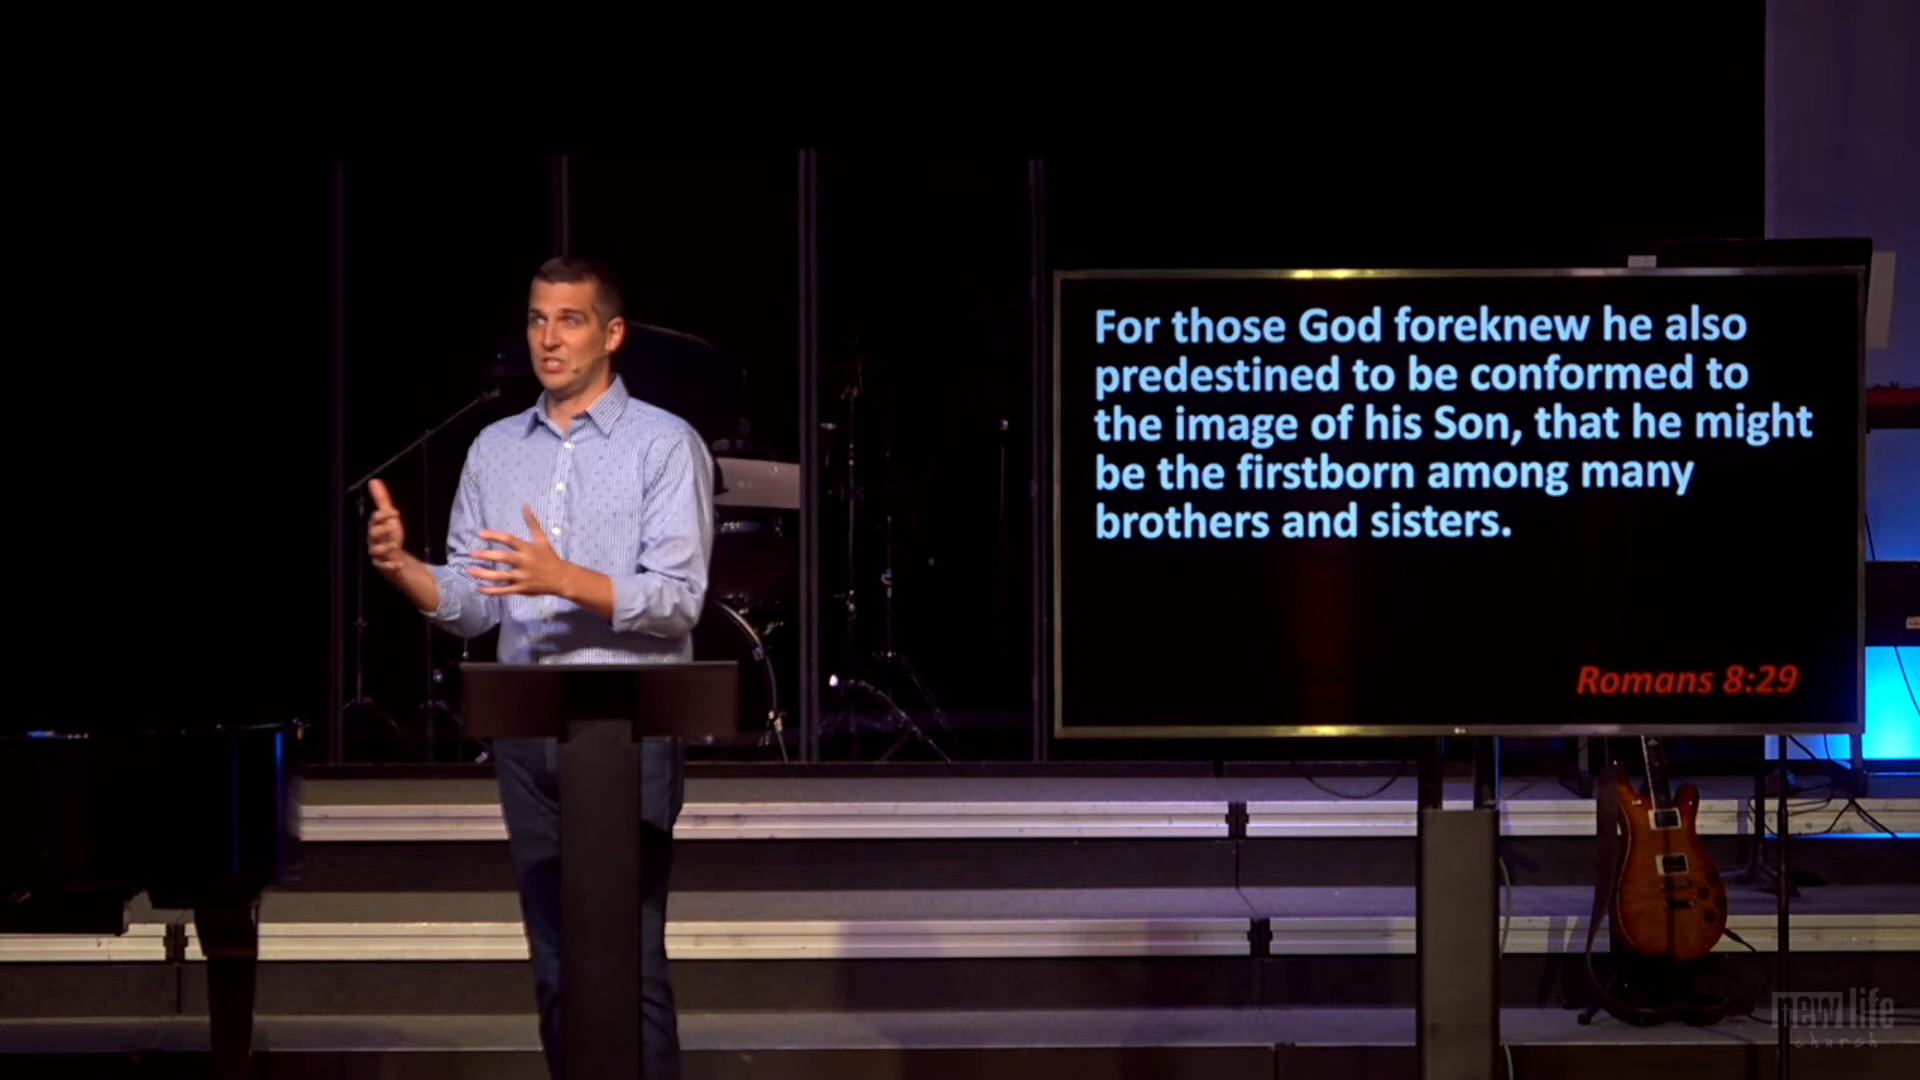 For those God foreknew he also
predestined to be conformed to
the image of his Son, that he might
be the firstborn among many
brothers and sisters.
Romans 8:29
new life
church